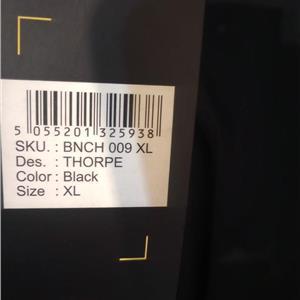 5 055201 325938
SKU. : BNCH 009 XL
Des. : THORPE
Color : Black
Size : XL